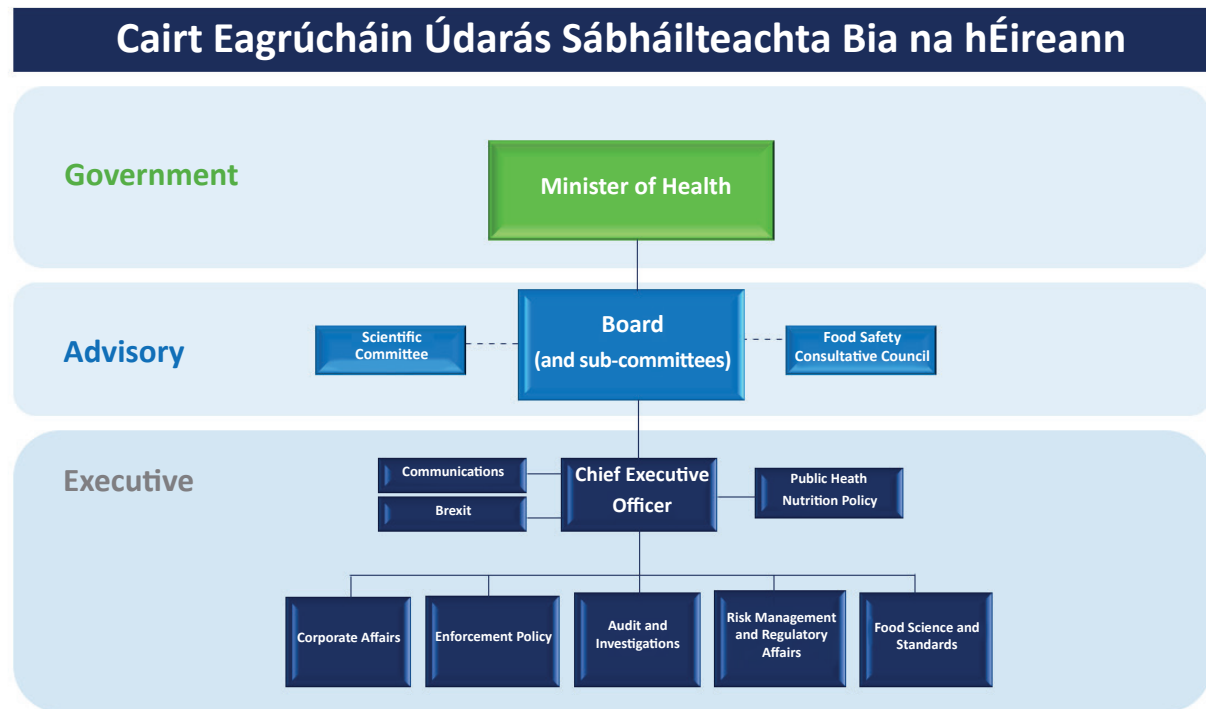 Cairt Eagrúcháin Údarás Sábháilteachta Bia na hÉireann
Government
Minister of Health
Advisory
Scientific
Committee
Board
(and sub-committees)
Food Safety
Consultative Council
Executive
Communications
Brexit
Chief Executive
Officer
Public Heath
Nutrition Policy
Corporate Affairs
Enforcement Policy
Audit and
Investigations
Risk Management
and Regulatory
Affairs
Food Science and
Standards